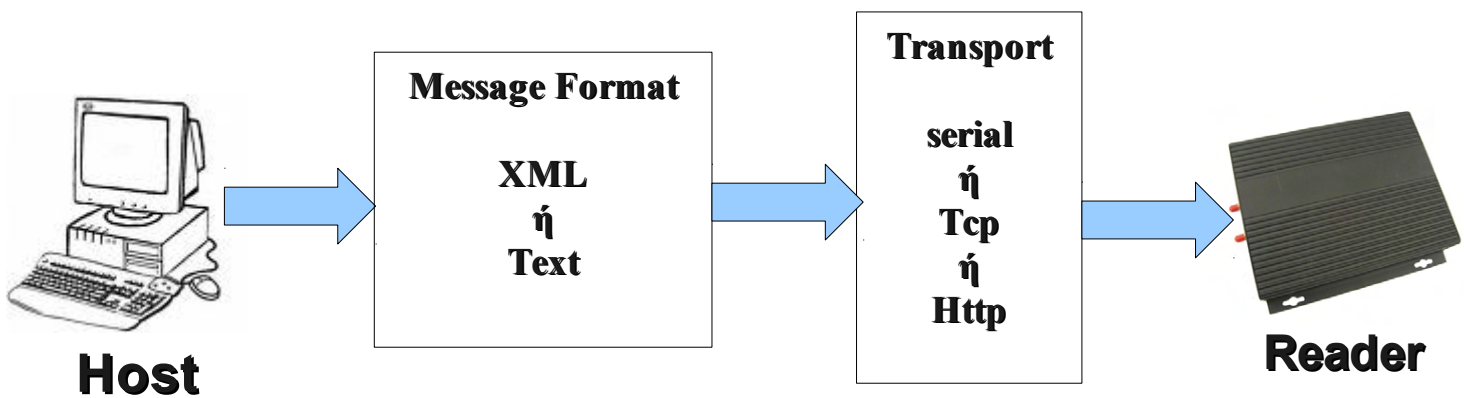 Host
Message Format
XML
ή
Text
Transport
serial
ή
Tcp
ή
Http
Reader